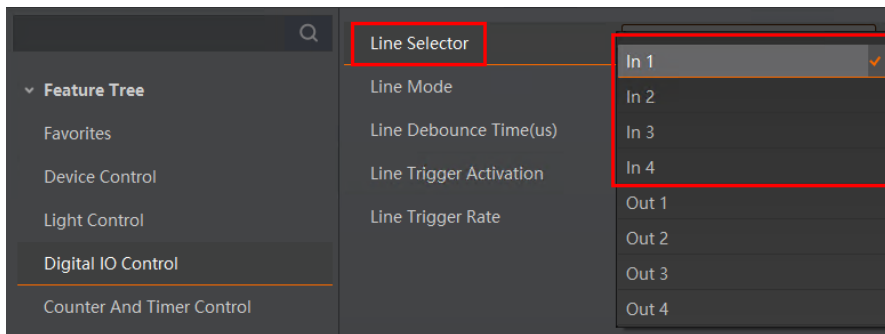 Feature Tree
Favorites
Device Control
Light Control
Digital IO Control
Counter And Timer Control
Line Selector
Line Mode
Line Debounce Time(us)
Line Trigger Activation
Line Trigger Rate
In 1
In 2
In 3
In 4
Out 1
Out 2
Out 3
Out 4